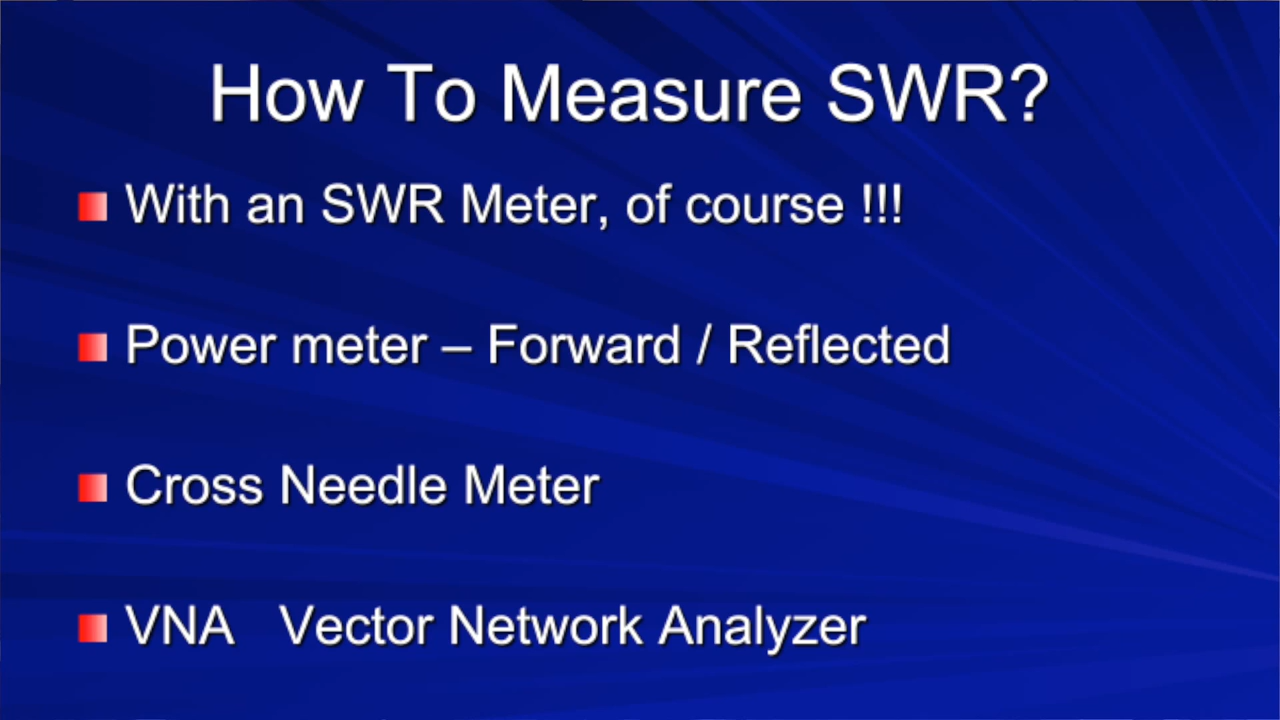 How To Measure SWR?
With an SWR Meter, of course !!!
Power meter – Forward / Reflected
Cross Needle Meter
VNA   Vector Network Analyzer